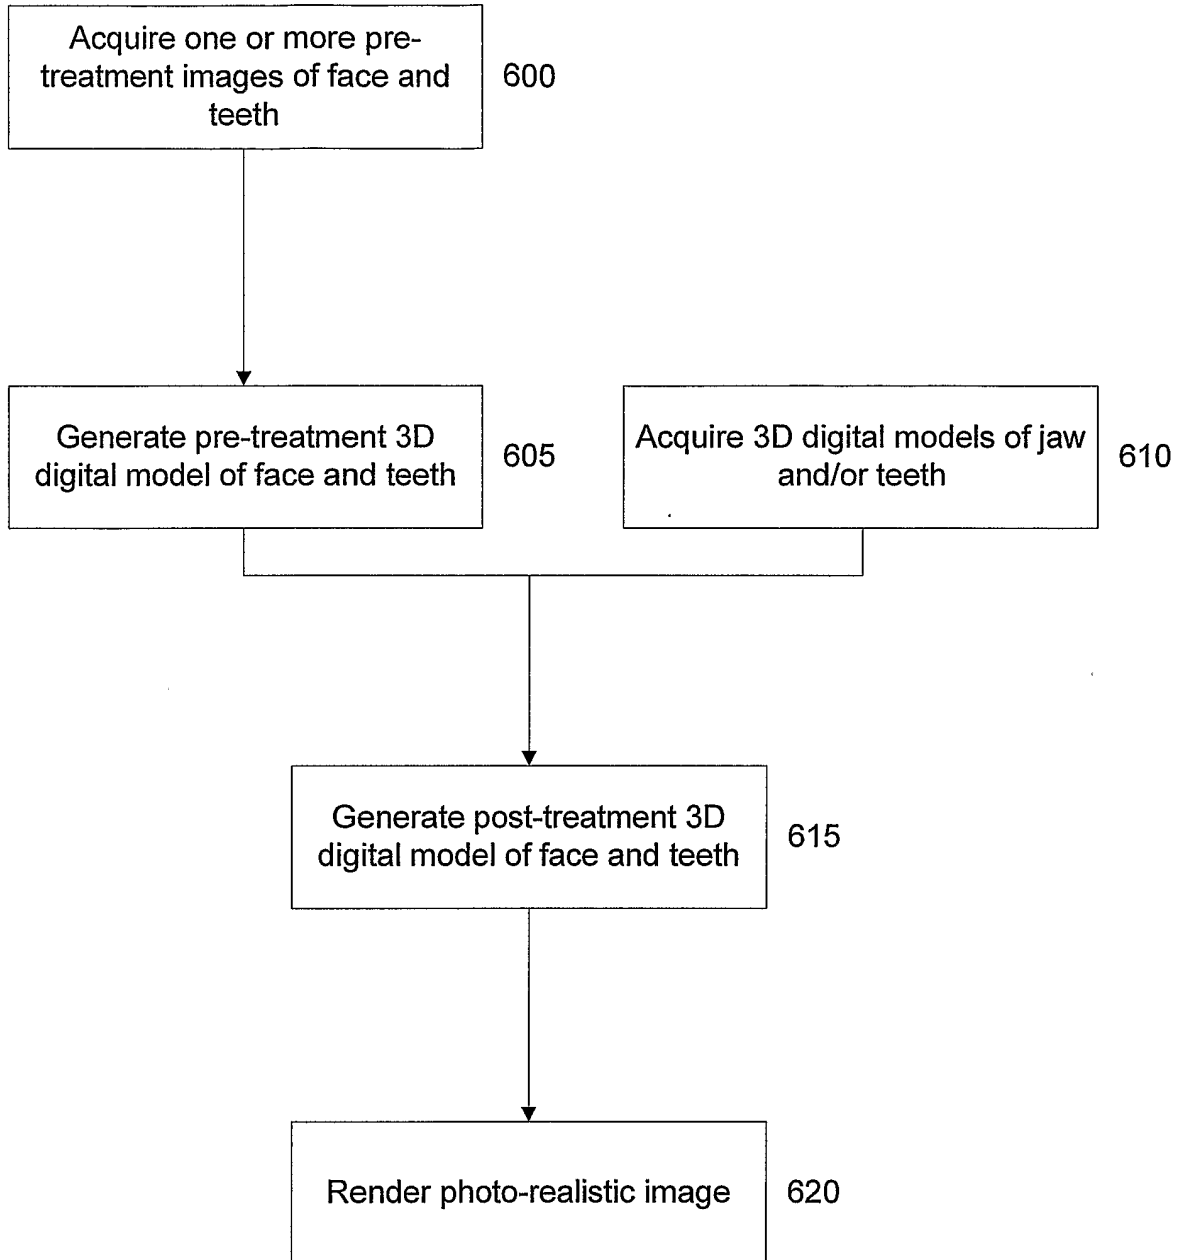 Acquire one or more pre-
treatment images of face and
teeth
600
Generate pre-treatment 3D
digital model of face and teeth
605
Acquire 3D digital models of jaw
and/or teeth
610
Generate post-treatment 3D
digital model of face and teeth
615
Render photo-realistic image
620